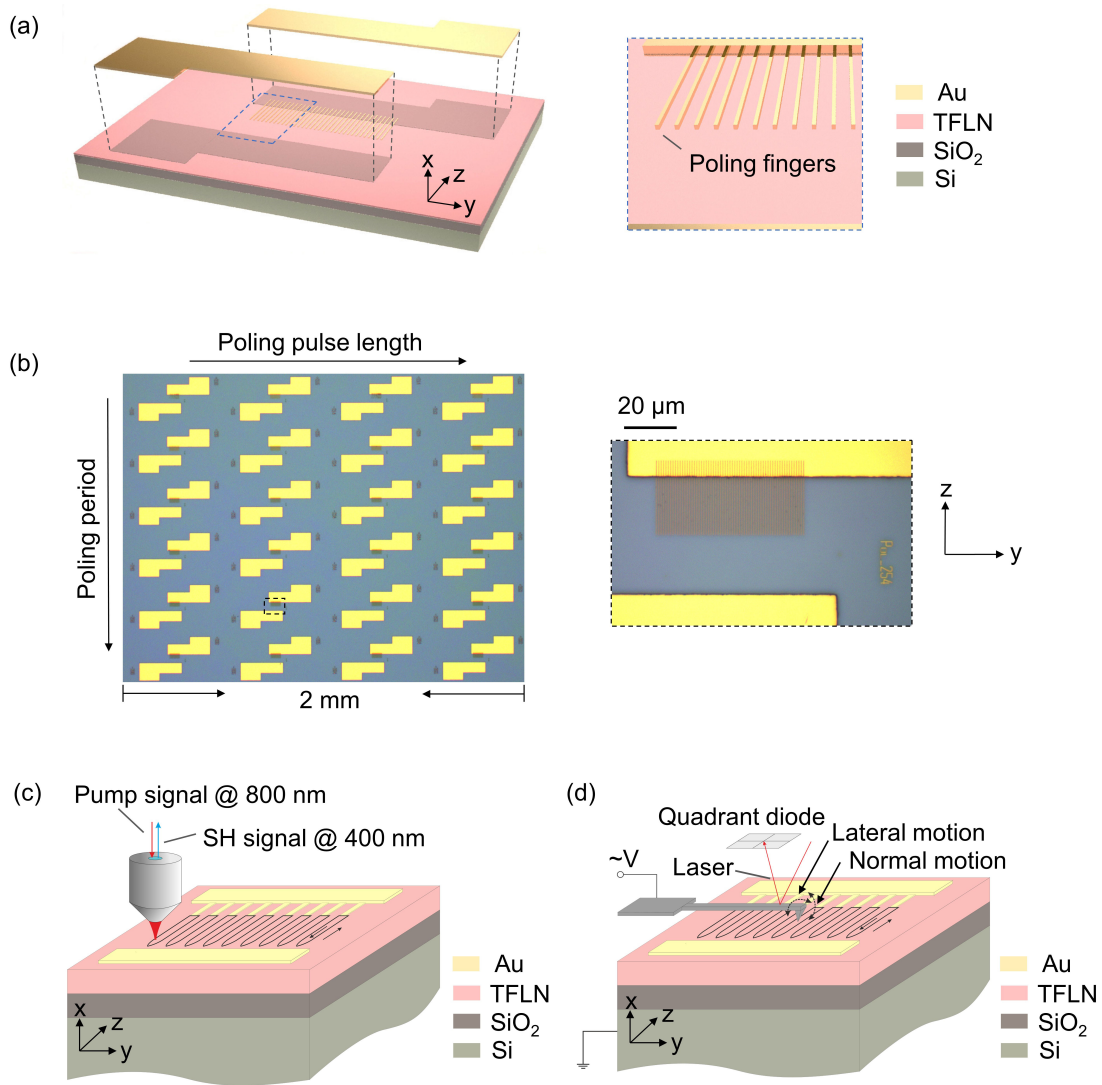 (a)
x
z
y
Poling fingers
Au
TFLN
SiO₂
Si
(b)
Poling pulse length
Poling period
2 mm
20 μm
z
y
(c)
Pump signal @ 800 nm
SH signal @ 400 nm
x
z
y
Au
TFLN
SiO₂
Si
(d)
Quadrant diode
Lateral motion
Normal motion
Laser
~V
x
z
y
Au
TFLN
SiO₂
Si